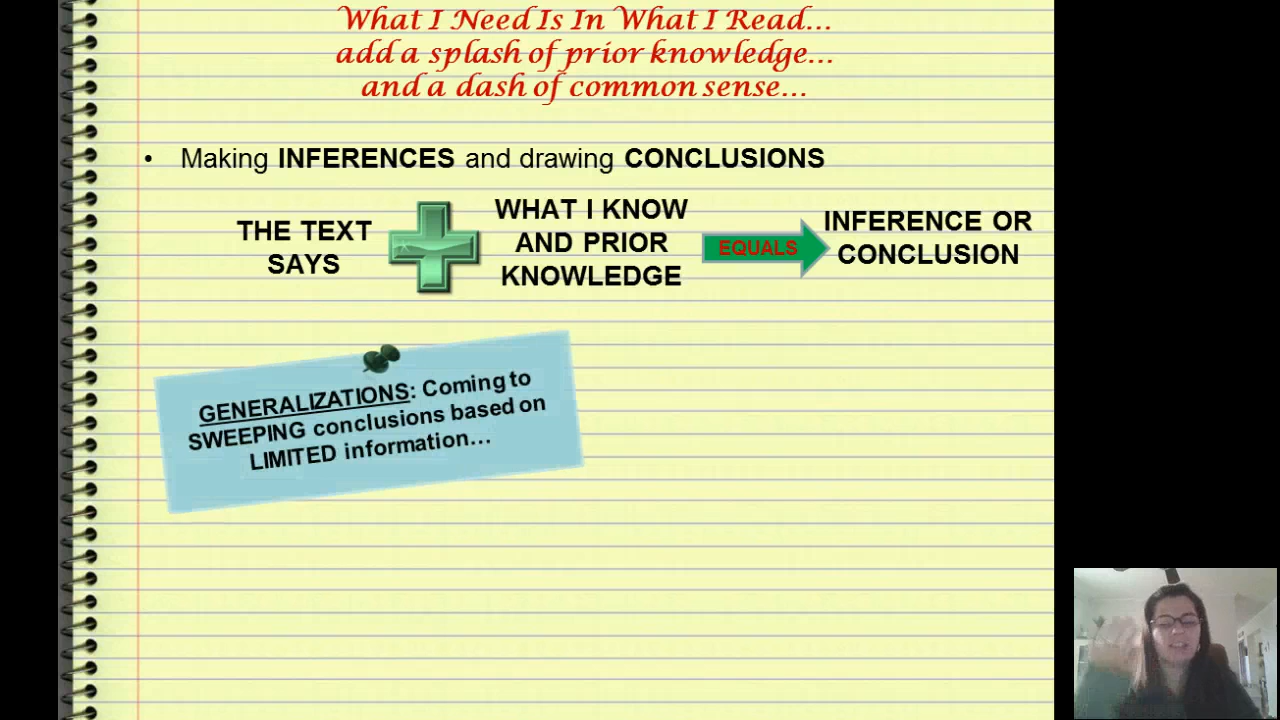 What I Need Is In What I Read…
add a splash of prior knowledge…
and a dash of common sense…
• Making INFERENCES and drawing CONCLUSIONS
THE TEXT
SAYS
WHAT I KNOW
AND PRIOR
KNOWLEDGE
EQUALS
INFERENCE OR
CONCLUSION
GENERALIZATIONS: Coming to
SWEEPING conclusions based on
LIMITED information…